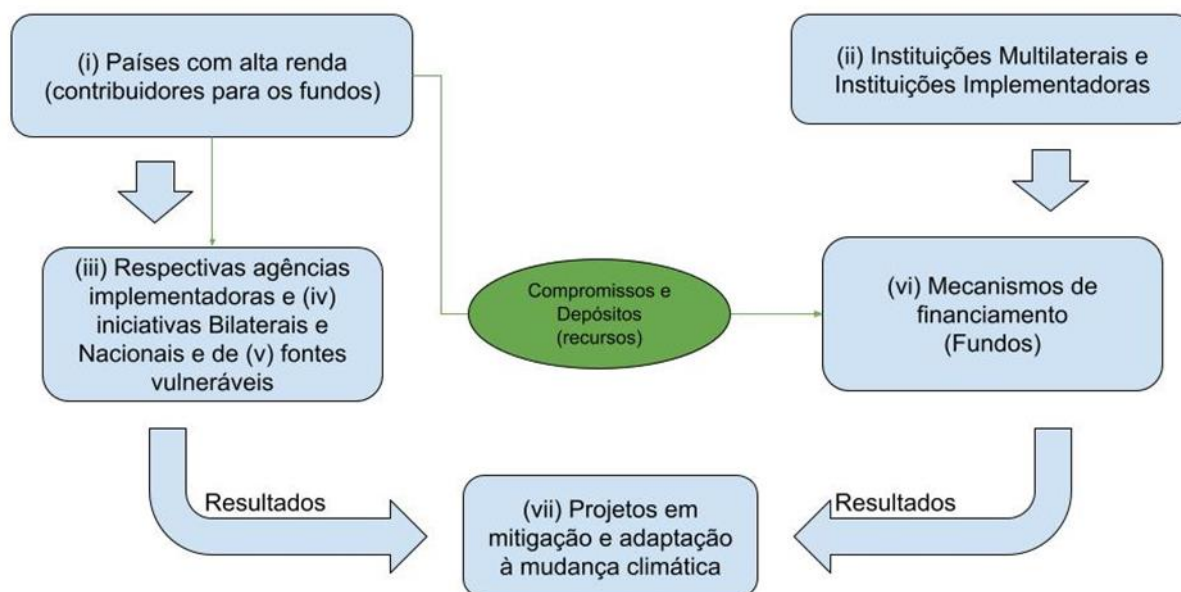 (i) Países com alta renda
(contribuidores para os fundos)
(ii) Instituições Multilaterais e
Instituições Implementadoras
(iii) Respectivas agências
implementadoras e (iv)
iniciativas Bilaterais e
Nacionais e de (v) fontes
vulneráveis
Compromissos e
Depósitos
(recursos)
(vi) Mecanismos de
financiamento
(Fundos)
Resultados
(vii) Projetos em
mitigação e adaptação
à mudança climática
Resultados